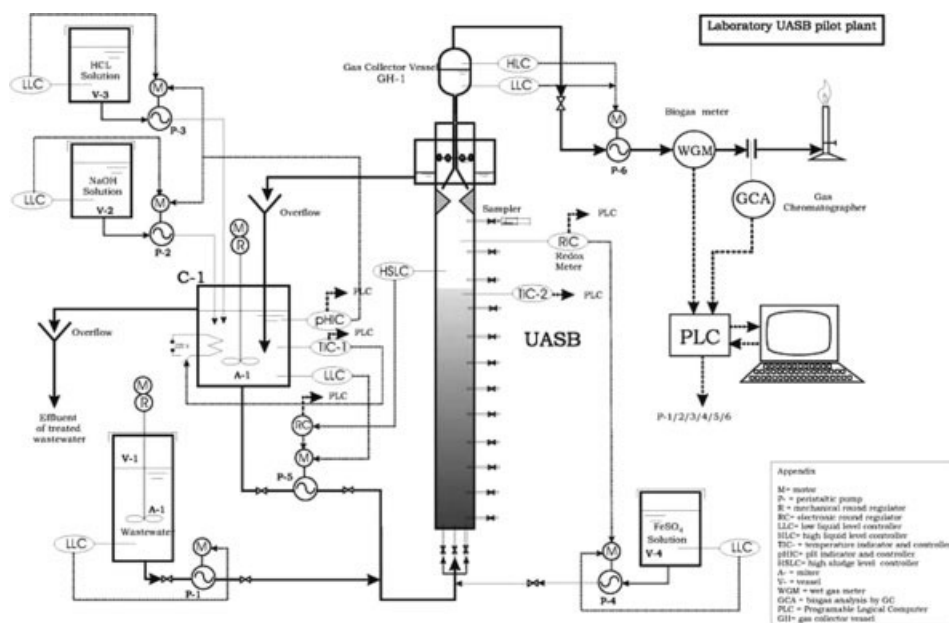 Laboratory UASB pilot plant
HCL
Solution
V-3
LLC
M
P-3
NaOH
Solution
V-2
LLC
M
P-2
Gas Collector Vessel
GH-1
HLC
LLC
M
P-6
Biogas meter
WGM
GCA
Gas
Chromatographer
PLC
P-1/2/3/4/5/6
Overflow
Sampler
PLC
RIC
Redox
Meter
HSLC
TIC-2
PLC
UASB
C-1
M
R
A-1
PLC
pHIC
PLC
TIC-1
LLC
PLC
RC
M
P-5
Overflow
Effluent
of treated
wastewater
M
R
V-1
A-1
Wastewater
LLC
M
P-1
FeSO4
Solution
V-4
LLC
M
P-4
Appendix
M= motor
P- = peristaltic pump
R = mechanical round regulator
RC= electronic round regulator
LLC= low liquid level controller
HLC= high liquid level controller
TIC- = temperature indicator and controller
pHIC= pH indicator and controller
HSLC= high sludge level controller
A- = mixer
V- = vessel
WGM = wet gas meter
GCA = biogas analysis by GC
PLC = Programable Logical Computer
GH= gas collector vessel